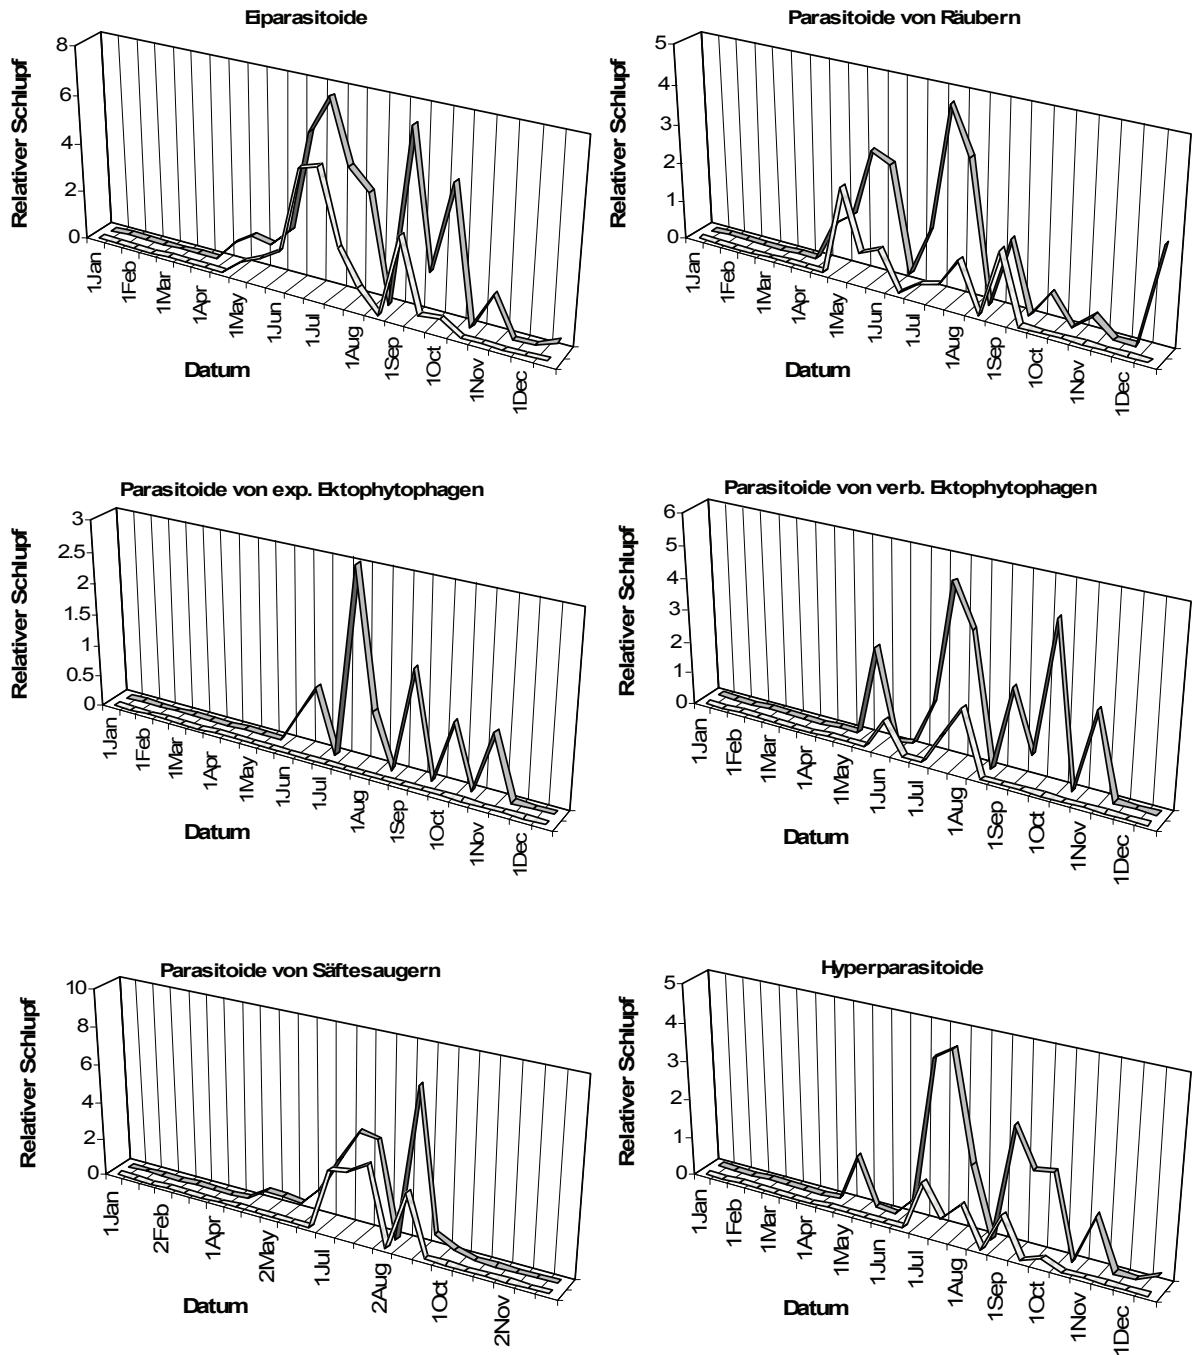 Eiparasitoide
Relativer Schlupf
8
6
4
2
0
1Jan
1Feb
1Mar
1Apr
1May
1Jun
1Jul
1Aug
1Sep
1Oct
1Nov
1Dec
Datum
Parasitoide von Räubern
Relativer Schlupf
5
4
3
2
1
0
1Jan
1Feb
1Mar
1Apr
1May
1Jun
1Jul
1Aug
1Sep
1Oct
1Nov
1Dec
Datum
Parasitoide von exp. Ektophytophagen
Relativer Schlupf
3
2.5
2
1.5
1
0.5
0
1Jan
1Feb
1Mar
1Apr
1May
1Jun
1Jul
1Aug
1Sep
1Oct
1Nov
1Dec
Datum
Parasitoide von verb. Ektophytophagen
Relativer Schlupf
6
5
4
3
2
1
0
1Jan
1Feb
1Mar
1Apr
1May
1Jun
1Jul
1Aug
1Sep
1Oct
1Nov
1Dec
Datum
Parasitoide von Säftesaugern
Relativer Schlupf
10
8
6
4
2
0
1Jan
2Feb
1Apr
2May
1Jul
2Aug
1Oct
2Nov
Datum
Hyperparasitoide
Relativer Schlupf
5
4
3
2
1
0
1Jan
1Feb
1Mar
1Apr
1May
1Jun
1Jul
1Aug
1Sep
1Oct
1Nov
1Dec
Datum